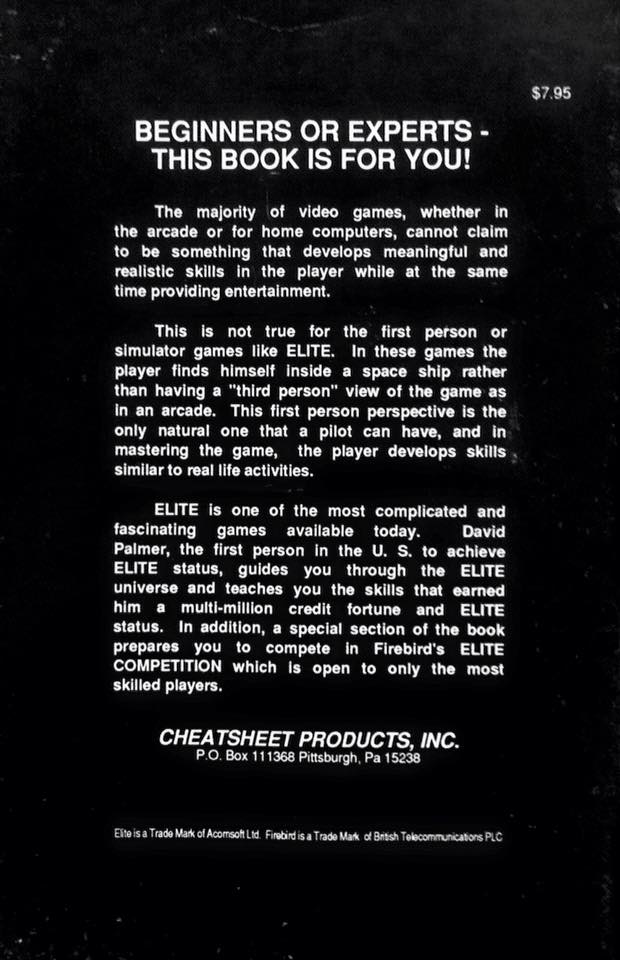 $7.95
BEGINNERS OR EXPERTS -
THIS BOOK IS FOR YOU!
The majority of video games, whether in
the arcade or for home computers, cannot claim
to be something that develops meaningful and
realistic skills in the player while at the same
time providing entertainment.
This is not true for the first person or
simulator games like ELITE. In these games the
player finds himself inside a space ship rather
than having a "third person" view of the game as
in an arcade. This first person perspective is the
only natural one that a pilot can have, and in
mastering the game, the player develops skills
similar to real life activities.
ELITE is one of the most complicated and
fascinating games available today. David
Palmer, the first person in the U. S. to achieve
ELITE status, guides you through the ELITE
universe and teaches you the skills that earned
him a multi-million credit fortune and ELITE
status. In addition, a special section of the book
prepares you to compete in Firebird's ELITE
COMPETITION which is open to only the most
skilled players.
CHEATSHEET PRODUCTS, INC.
P.O. Box 111368 Pittsburgh, Pa 15238
Elite is a Trade Mark of Acornsoft Ltd. Firebird is a Trade Mark of British Telecommunications PLC